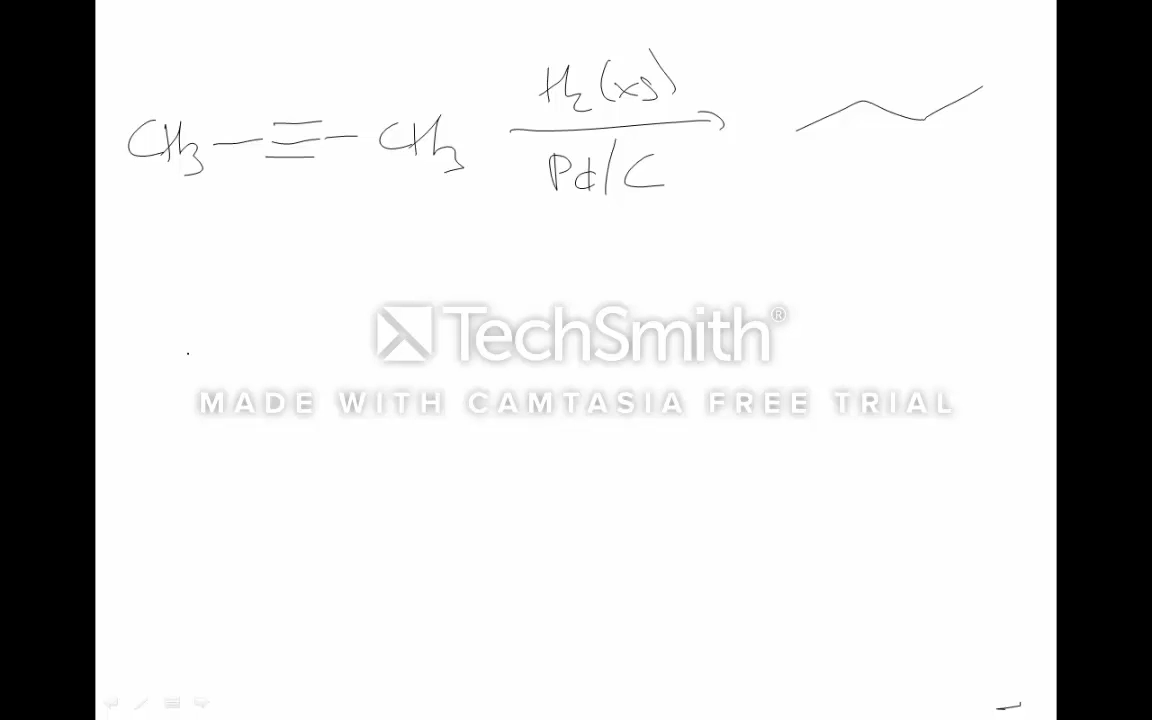 H2 (xs)
CH3—≡—CH3
Pd/C
TechSmith®
MADE WITH CAMTASIA FREE TRIAL